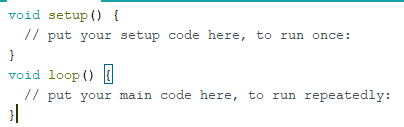 void setup() {
  // put your setup code here, to run once:
}
void loop() {
  // put your main code here, to run repeatedly:
}